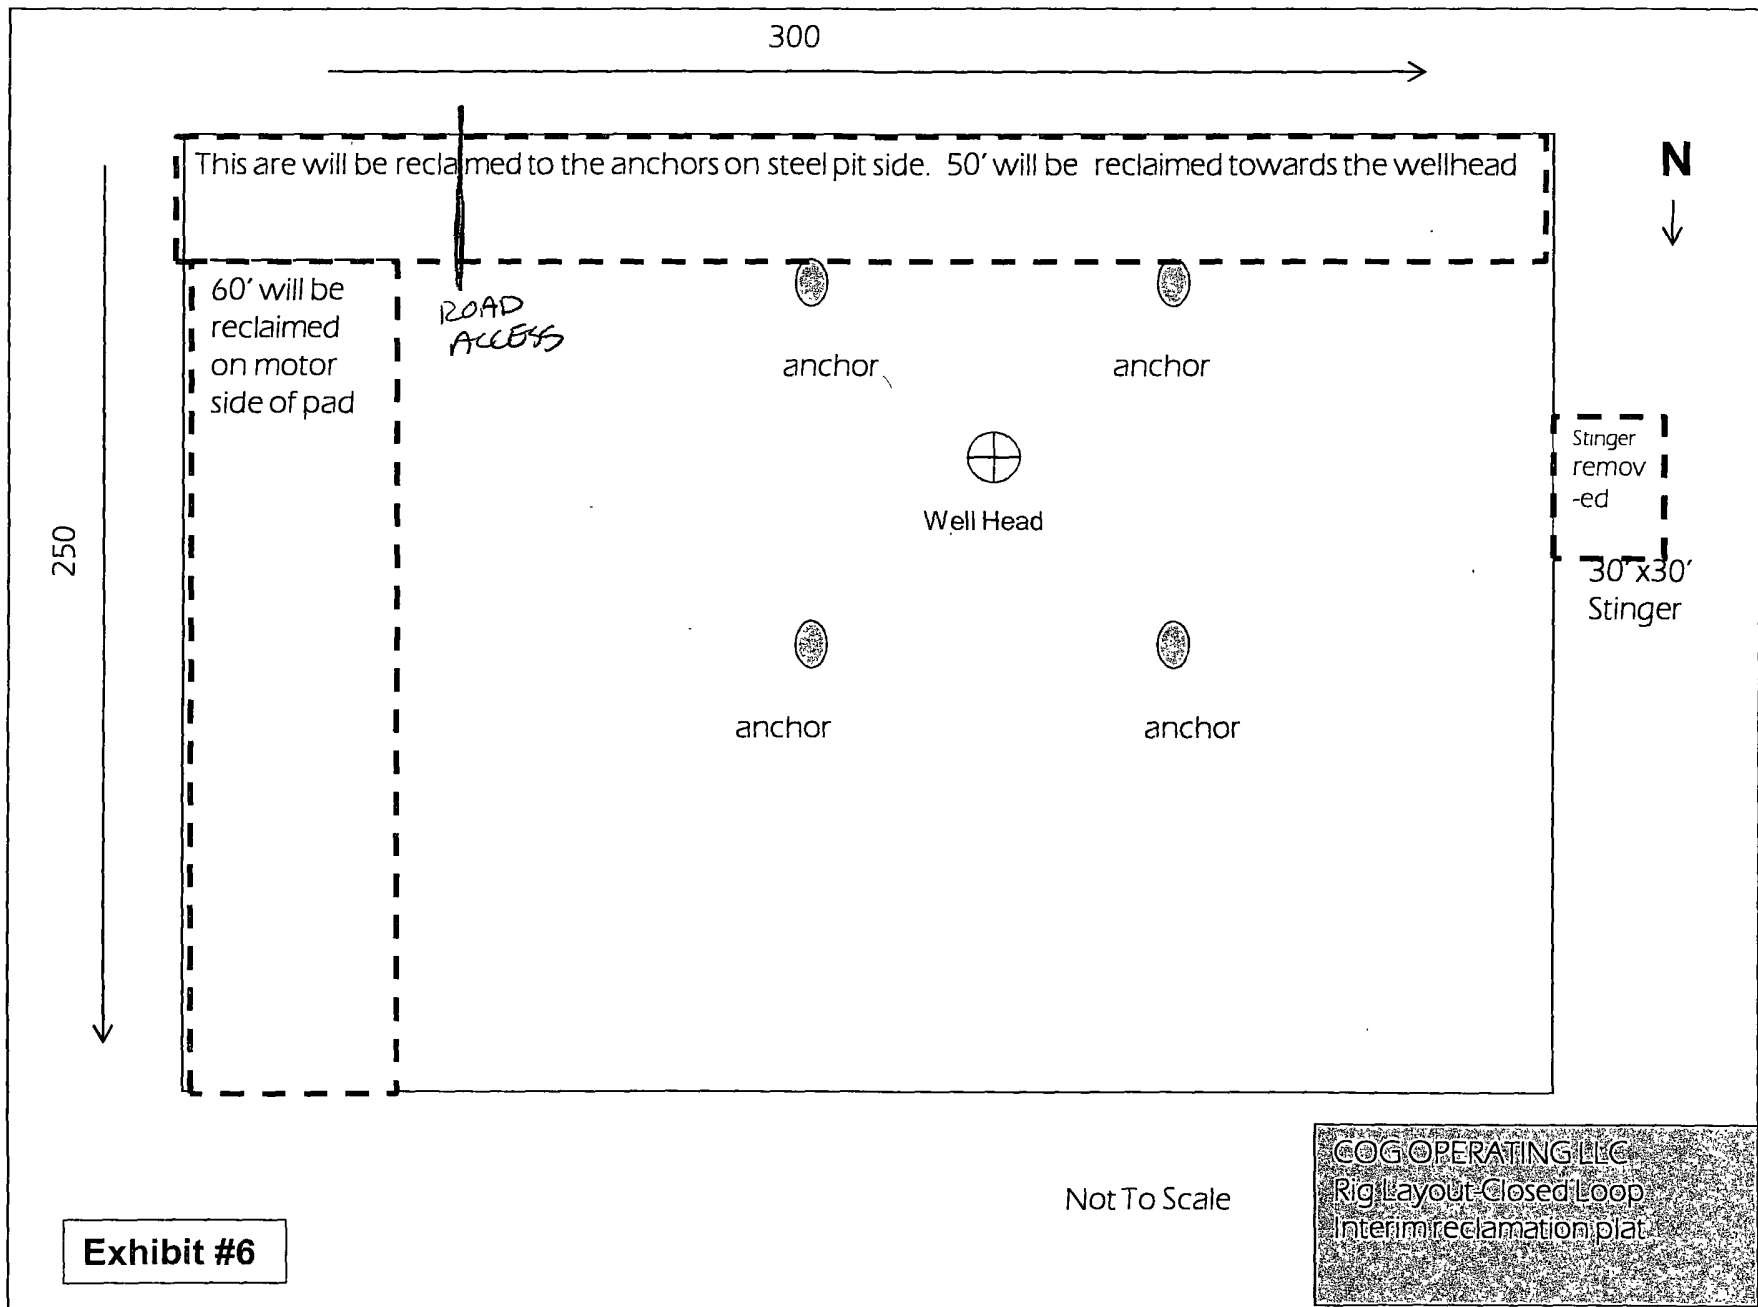 300
This are will be reclaimed to the anchors on steel pit side. 50' will be reclaimed towards the wellhead
N
60' will be
reclaimed
on motor
side of pad
ROAD
ACCESS
anchor
anchor
Stinger
remov
-ed
Well Head
250
30'x30'
Stinger
anchor
anchor
Not To Scale
COG OPERATING LLC
Rig Layout-Closed Loop
Interim reclamation plat
Exhibit #6